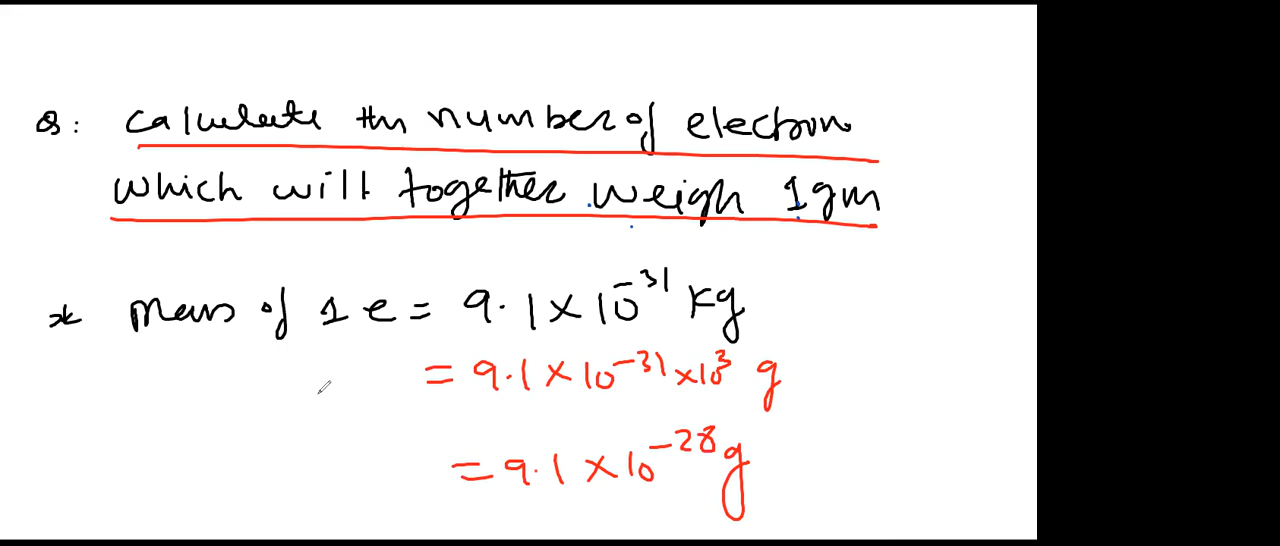 Q: Calculate the number of electron
which will together weigh 1gm
* Mass of 1 e = 9.1 × 10⁻³¹ Kg
= 9.1 × 10⁻³¹ × 10³ g
= 9.1 × 10⁻²⁸ g